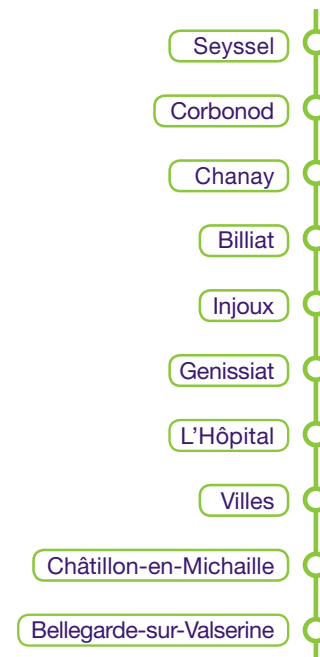 Seyssel
Corbonod
Chanay
Billiat
Injoux
Genissiat
L’Hôpital
Villes
Châtillon-en-Michaille
Bellegarde-sur-Valserine